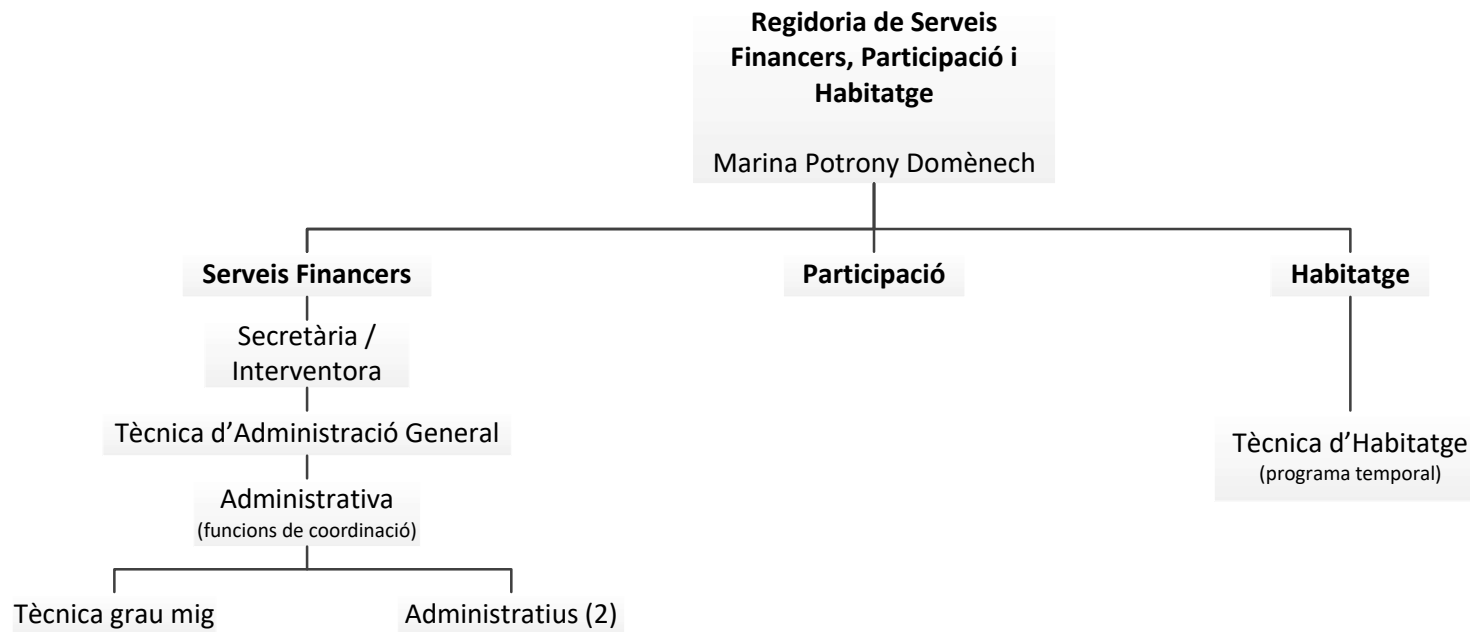 Regidoria de Serveis
Financers, Participació i
Habitatge
Marina Potrony Domènech
Serveis Financers
Participació
Habitatge
Secretària /
Interventora
Tècnica d’Administració General
Tècnica d’Habitatge
(programa temporal)
Administrativa
(funcions de coordinació)
Tècnica grau mig
Administratius (2)